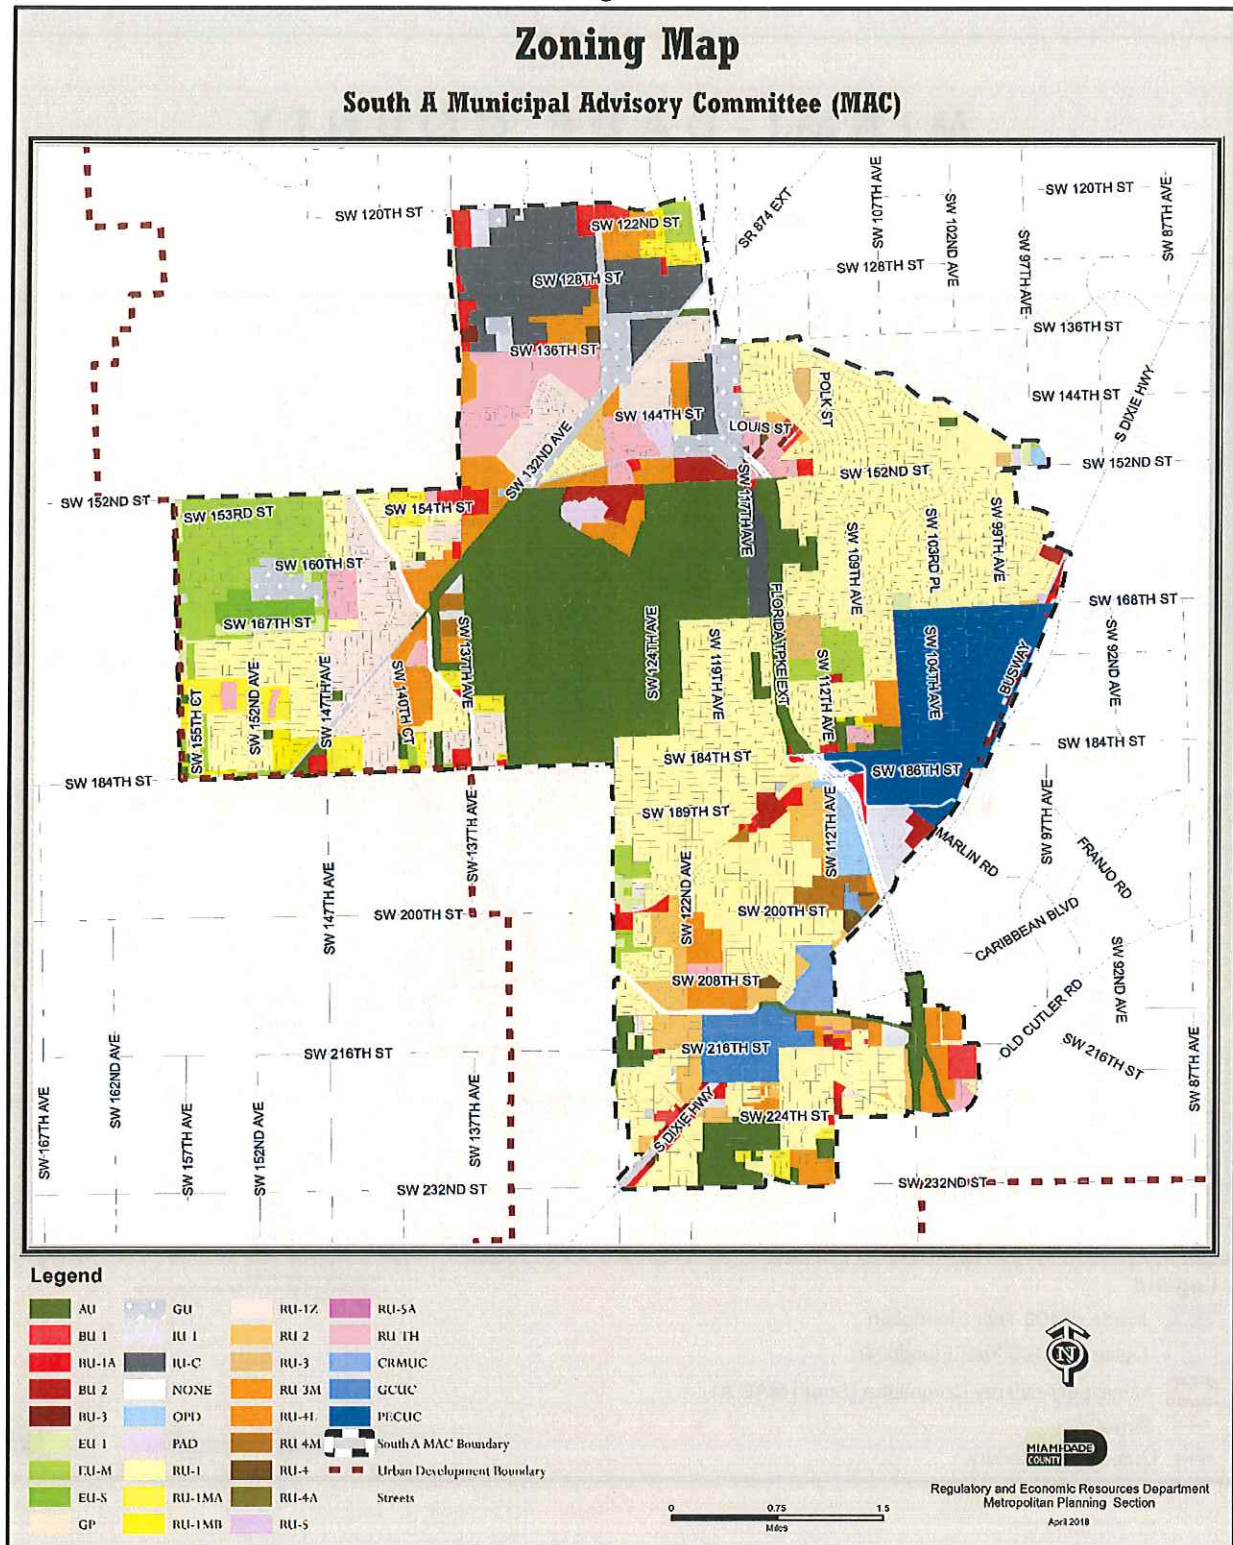 Zoning Map
South A Municipal Advisory Committee (MAC)
SW 120TH ST
SW 122ND ST
SR 874 EXT
SW 107TH AVE
SW 102ND AVE
SW 97TH AVE
SW 120TH ST
SW 87TH AVE
SW 128TH ST
SW 128TH ST
SW 136TH ST
SW 136TH ST
SW 144TH ST
SW 144TH ST
POLK ST
LOUIS ST
S DIXIE HWY
SW 132ND AVE
SW 152ND ST
SW 152ND ST
SW 152ND ST
SW 153RD ST
SW 154TH ST
SW 117TH AVE
SW 109TH AVE
SW 103RD PL
SW 99TH AVE
SW 160TH ST
SW 167TH ST
SW 168TH ST
SW 137TH AVE
SW 124TH AVE
SW 119TH AVE
FLORIDA TPKE EXT
SW 112TH AVE
SW 104TH AVE
BUSWAY
SW 92ND AVE
SW 155TH CT
SW 152ND AVE
SW 147TH AVE
SW 140TH CT
SW 184TH ST
SW 184TH ST
SW 184TH ST
SW 186TH ST
SW 189TH ST
SW 112TH AVE
SW 97TH AVE
MARLIN RD
FRANJO RD
SW 137TH AVE
SW 147TH AVE
SW 122ND AVE
SW 200TH ST
SW 200TH ST
CARIBBEAN BLVD
SW 92ND AVE
SW 208TH ST
OLD CUTLER RD
SW 216TH ST
SW 216TH ST
SW 216TH ST
SW 87TH AVE
SW 167TH AVE
SW 162ND AVE
SW 157TH AVE
SW 152ND AVE
SW 137TH AVE
S DIXIE HWY
SW 224TH ST
SW 232ND ST
SW 232ND ST
Legend
AU
BU-1
BU-1A
BU-2
BU-3
EU-1
EU-M
EU-S
GP
GU
IU-1
IU-C
NONE
OPD
PAD
RU-1
RU-1MA
RU-1MB
RU-1Z
RU-2
RU-3
RU-3M
RU-4L
RU-4M
RU-4
RU-4A
RU-5
RU-5A
RU-TH
CRMUC
GCUC
PECUC
South A MAC Boundary
Urban Development Boundary
Streets
0 0.75 1.5
Miles
N
MIAMI-DADE
COUNTY
Regulatory and Economic Resources Department
Metropolitan Planning Section
April 2018